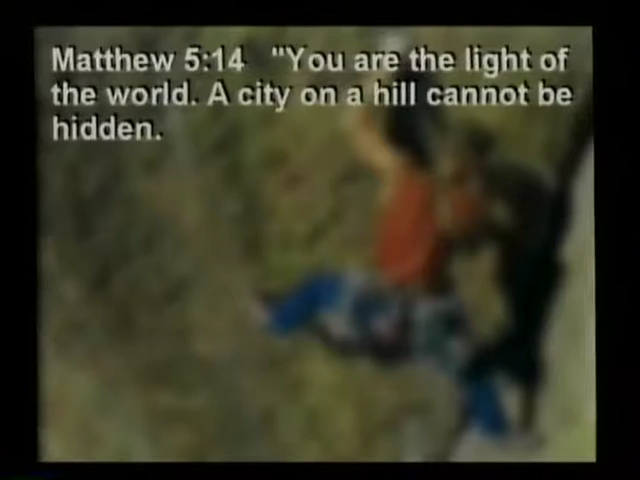 Matthew 5:14   "You are the light of
the world. A city on a hill cannot be
hidden.